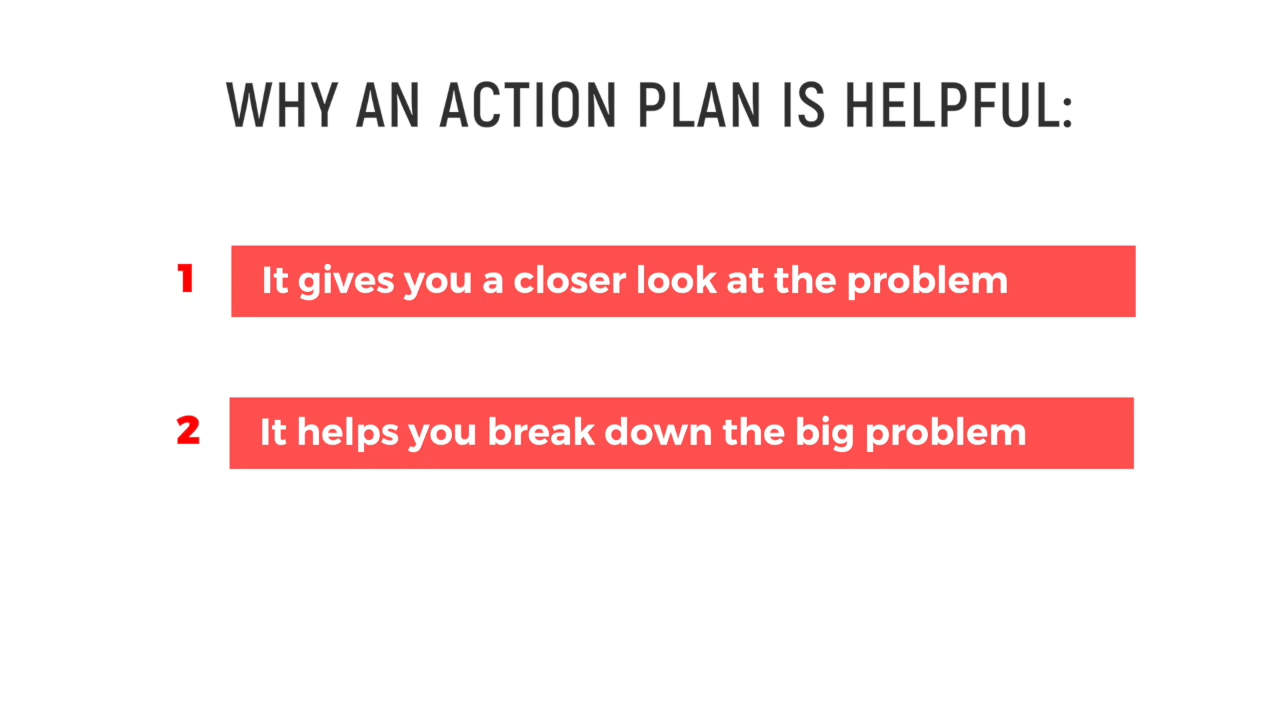 WHY AN ACTION PLAN IS HELPFUL:
1 It gives you a closer look at the problem
2 It helps you break down the big problem